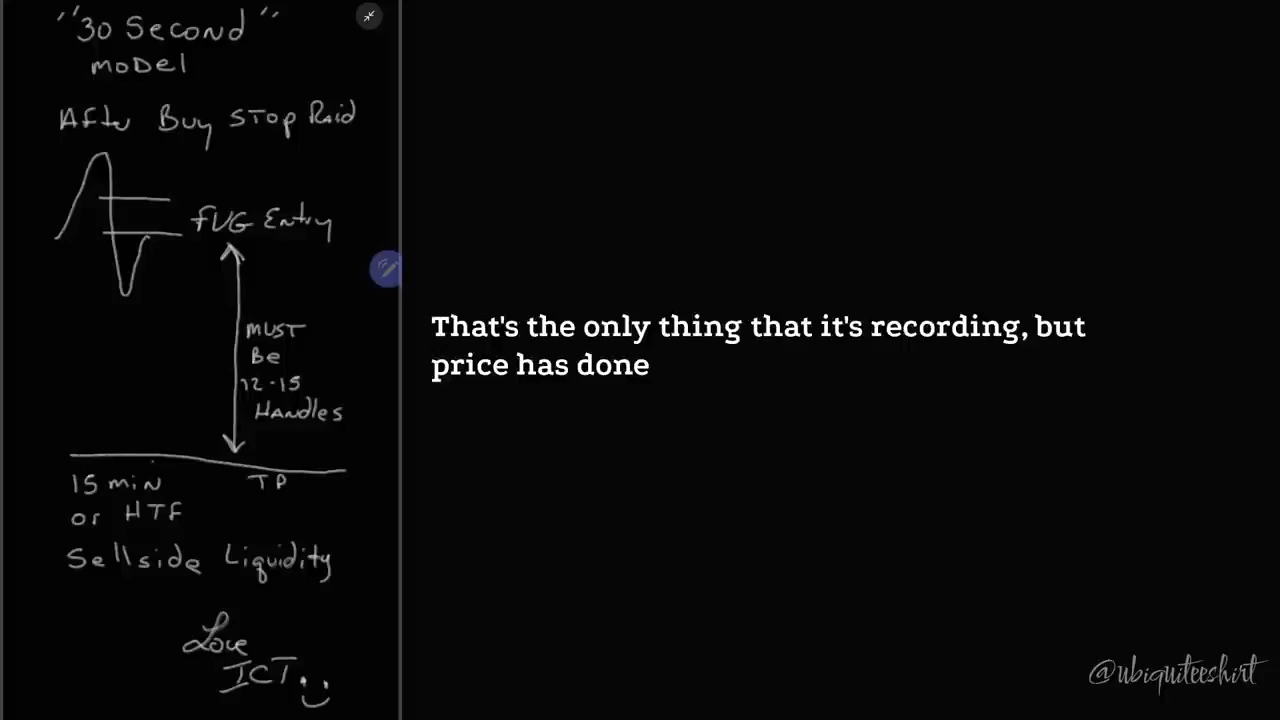 "30 Second"
MODEL
After Buy STOP Raid
FVG Entry
MUST
Be
12-15
HANdles
15 min
or HTF
TP
Sellside Liquidity
Love
ICT
That's the only thing that it's recording, but
price has done
@ubiquiteeshirt